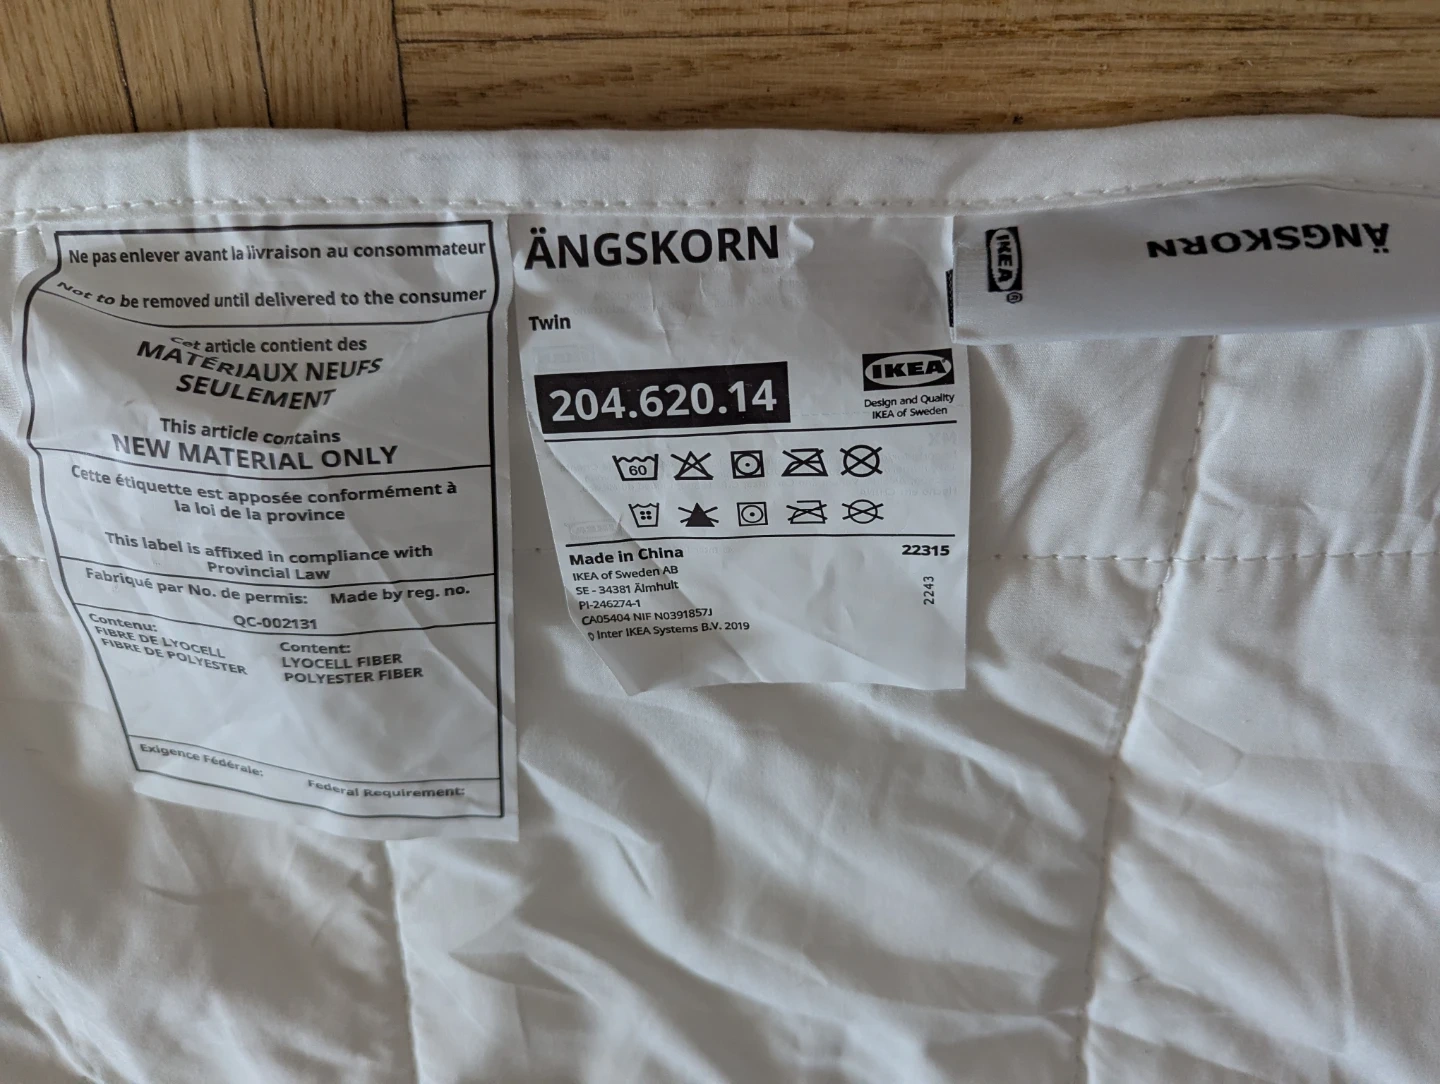 Ne pas enlever avant la livraison au consommateur
Not to be removed until delivered to the consumer
Cet article contient des
MATÉRIAUX NEUFS
SEULEMENT
This article contains
NEW MATERIAL ONLY
Cette étiquette est apposée conformément à
la loi de la province
This label is affixed in compliance with
Provincial Law
Fabriqué par No. de permis: Made by reg. no.
QC-002131
Contenu:
FIBRE DE LYOCELL
FIBRE DE POLYESTER
Content:
LYOCELL FIBER
POLYESTER FIBER
Exigence Fédérale:
Federal Requirement:
ÄNGSKORN
Twin
204.620.14
IKEA
Design and Quality
IKEA of Sweden
60
Made in China
22315
IKEA of Sweden AB
SE - 34381 Älmhult
PI-246274-1
CA05404 NIF N0391857J
© Inter IKEA Systems B.V. 2019
2243
IKEA®
ÄNGSKORN